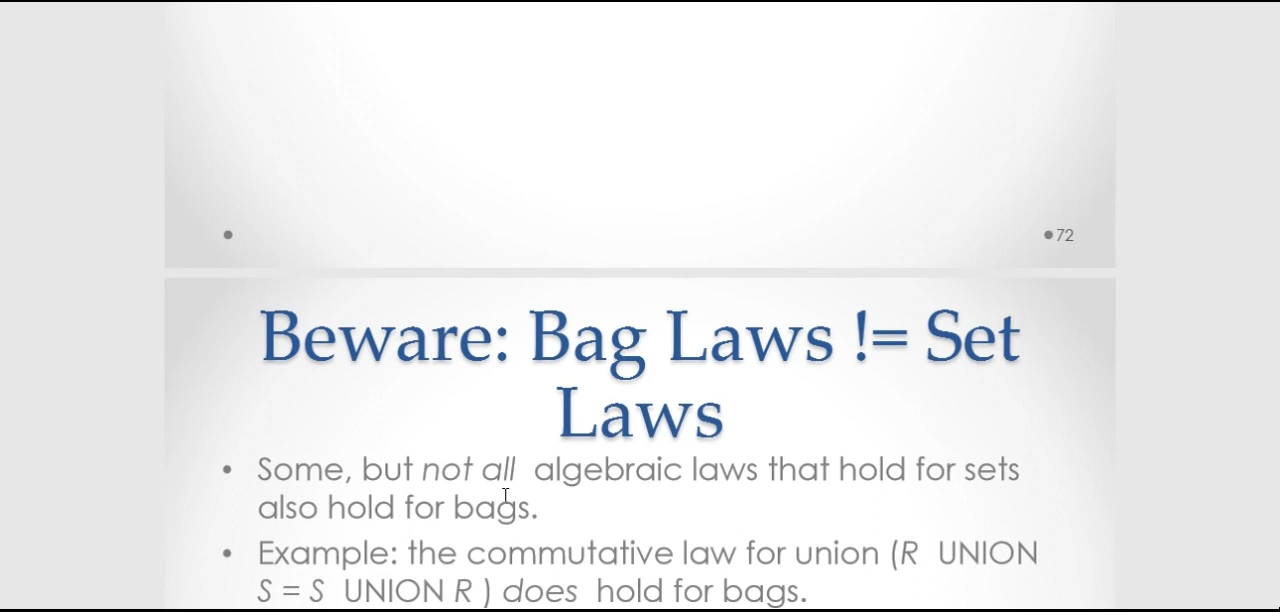 • •72
Beware: Bag Laws != Set
Laws
• Some, but not all algebraic laws that hold for sets
also hold for bags.
• Example: the commutative law for union (R UNION
S = S UNION R ) does hold for bags.